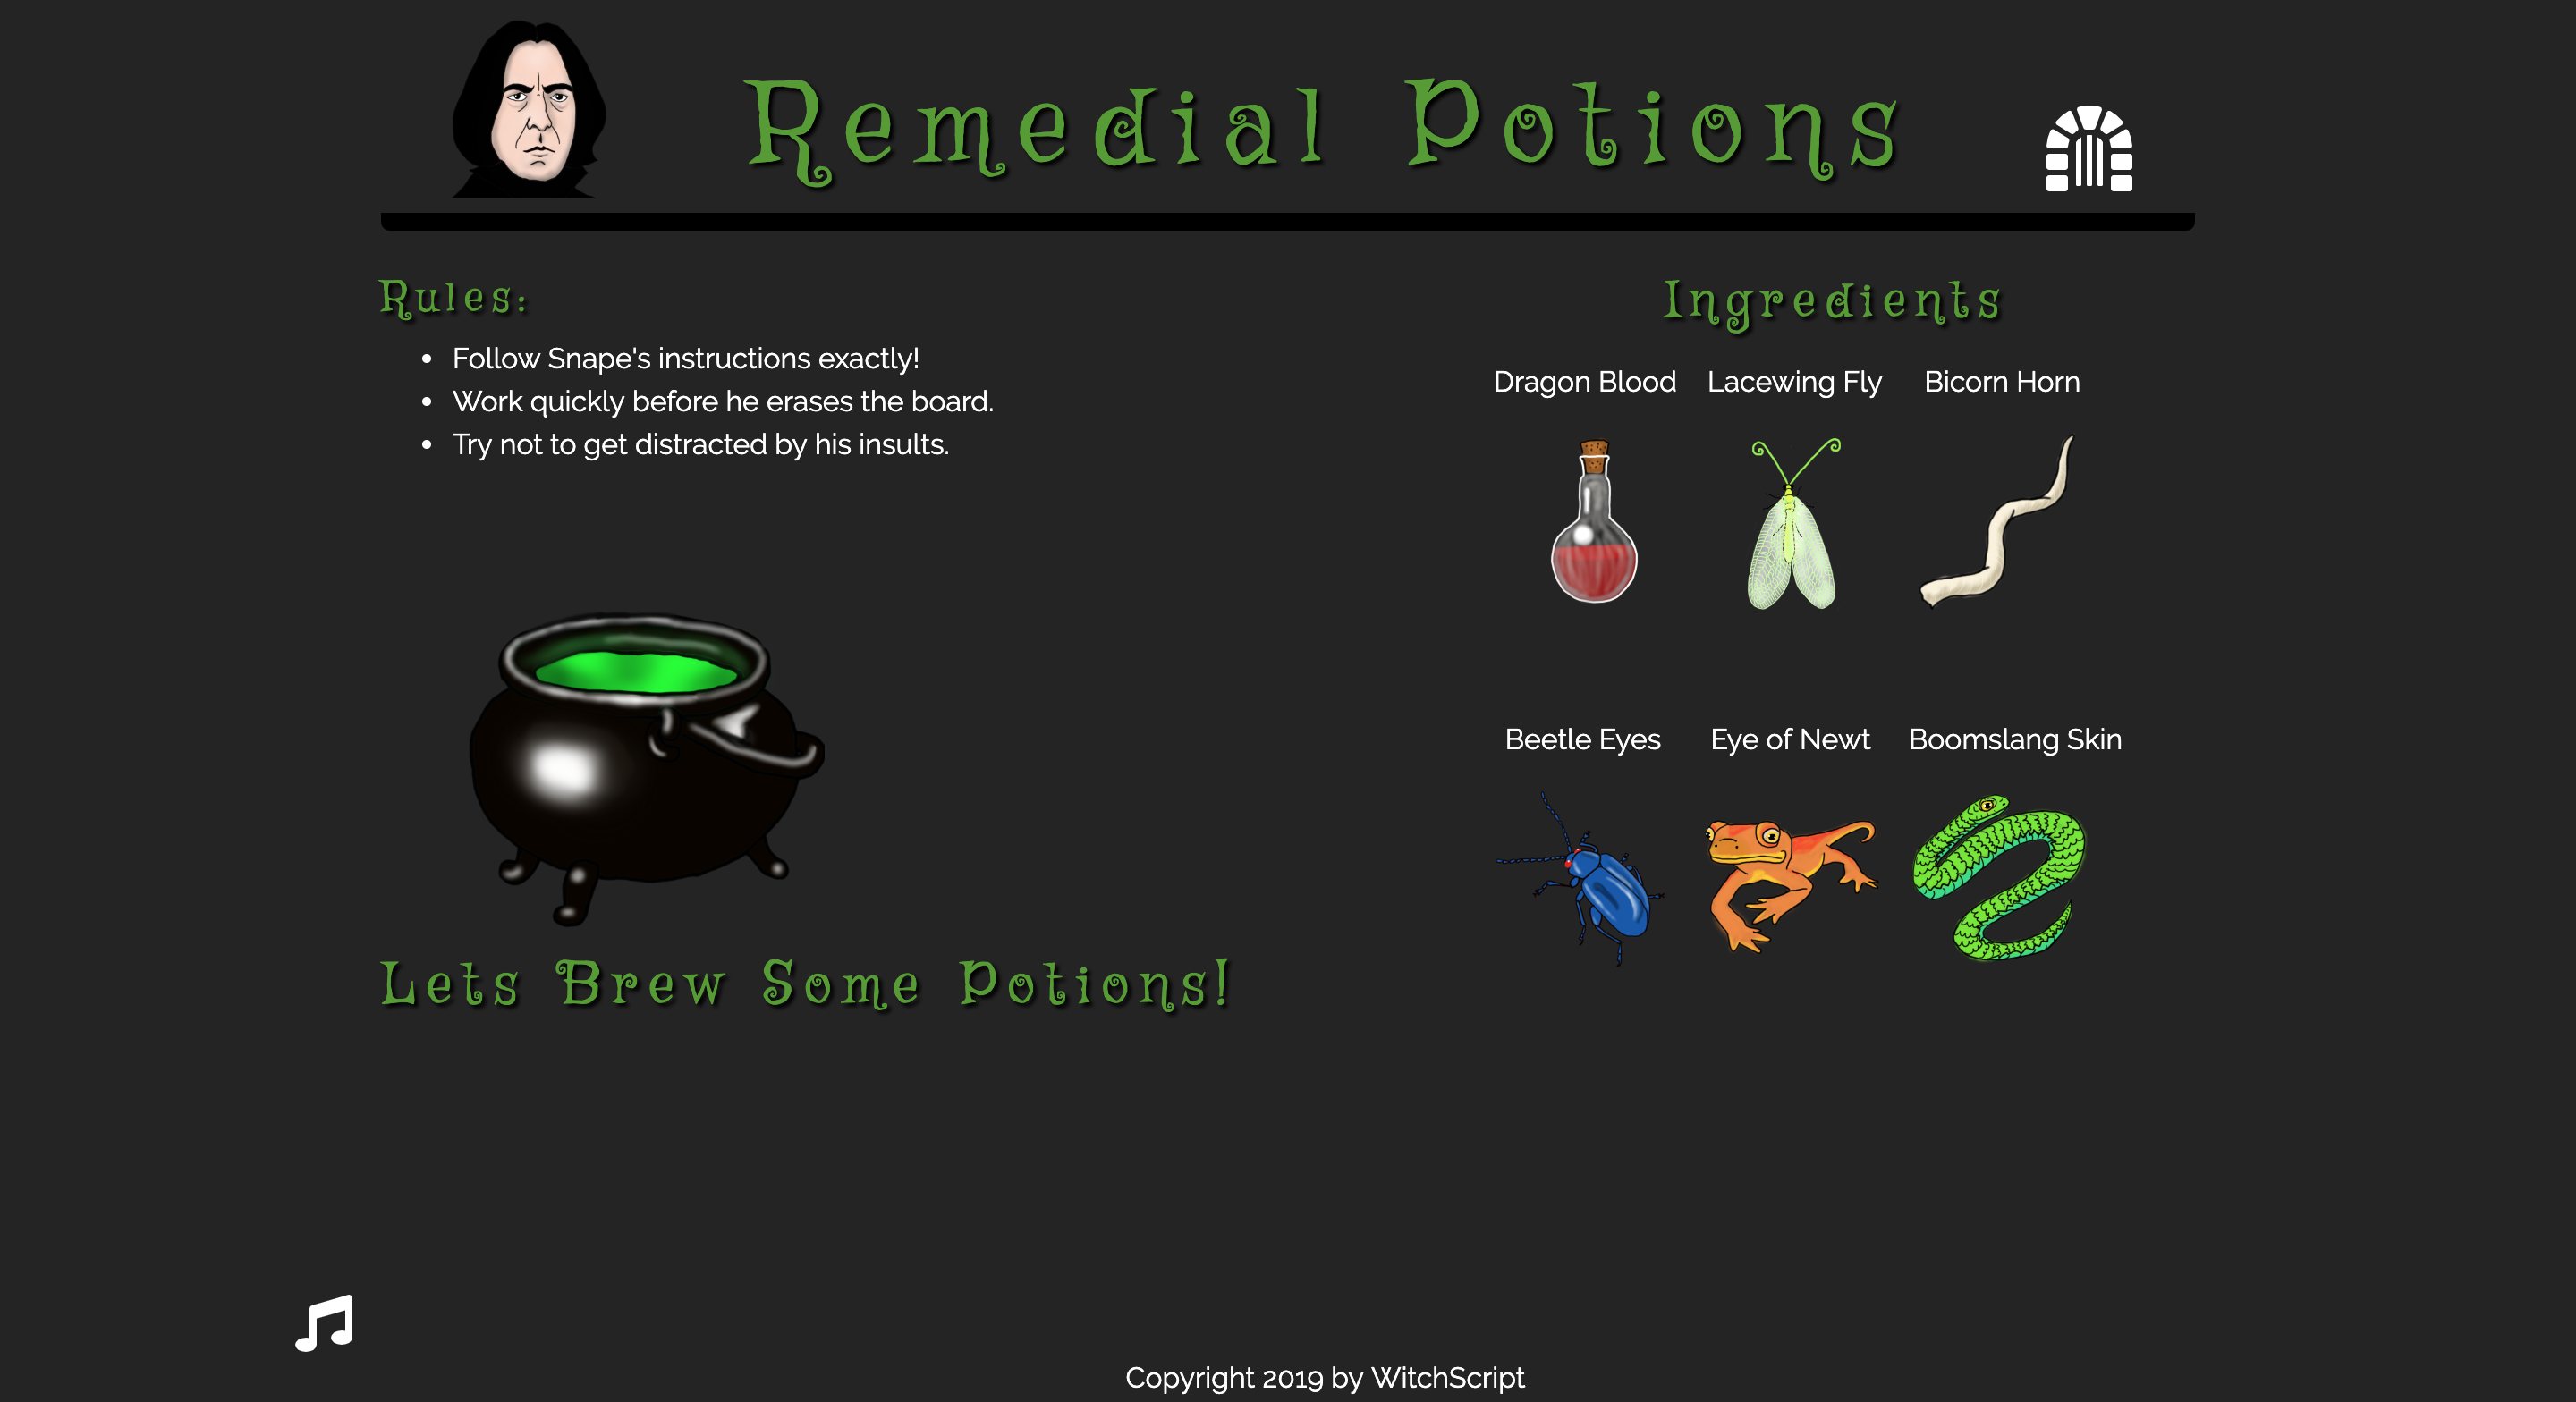 Remedial Potions
Rules:
Follow Snape's instructions exactly!
Work quickly before he erases the board.
Try not to get distracted by his insults.
Lets Brew Some Potions!
Ingredients
Dragon Blood
Lacewing Fly
Bicorn Horn
Beetle Eyes
Eye of Newt
Boomslang Skin
Copyright 2019 by WitchScript